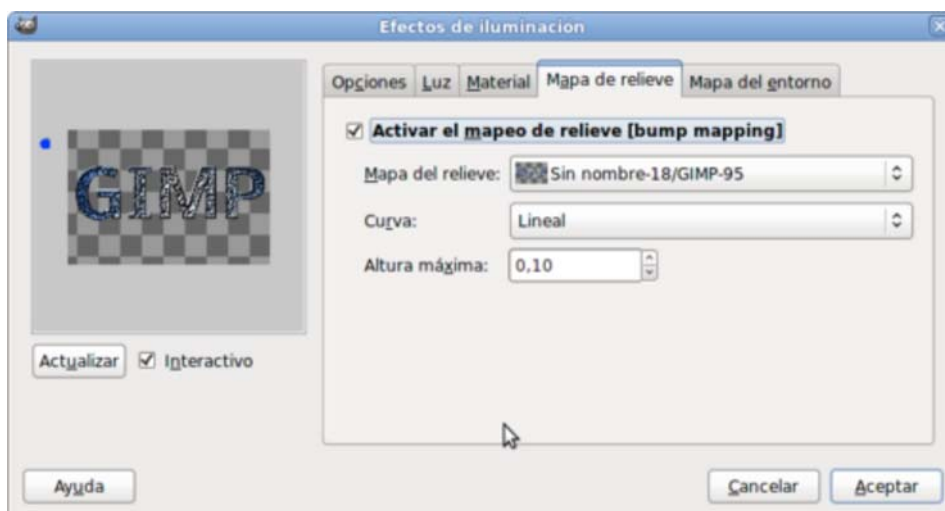 Efectos de iluminacion
Opciones Luz Material Mapa de relieve Mapa del entorno
Activar el mapeo de relieve [bump mapping]
Mapa del relieve: Sin nombre-18/GIMP-95
Curva: Lineal
Altura máxima: 0,10
GIMP
Actualizar Interactivo
Ayuda Cancelar Aceptar